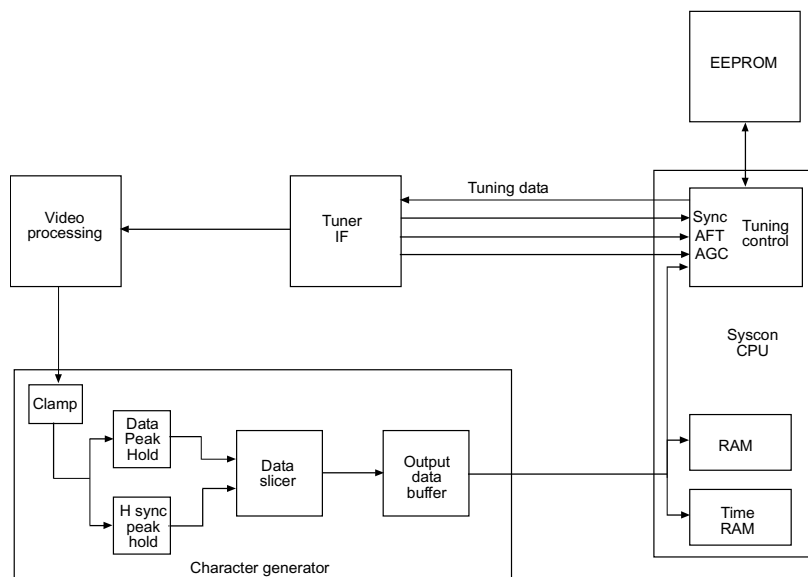 EEPROM
Video
processing
Tuner
IF
Tuning data
Sync
AFT
AGC
Tuning
control
Syscon
CPU
Clamp
Data
Peak
Hold
H sync
peak
hold
Data
slicer
Output
data
buffer
RAM
Time
RAM
Character generator